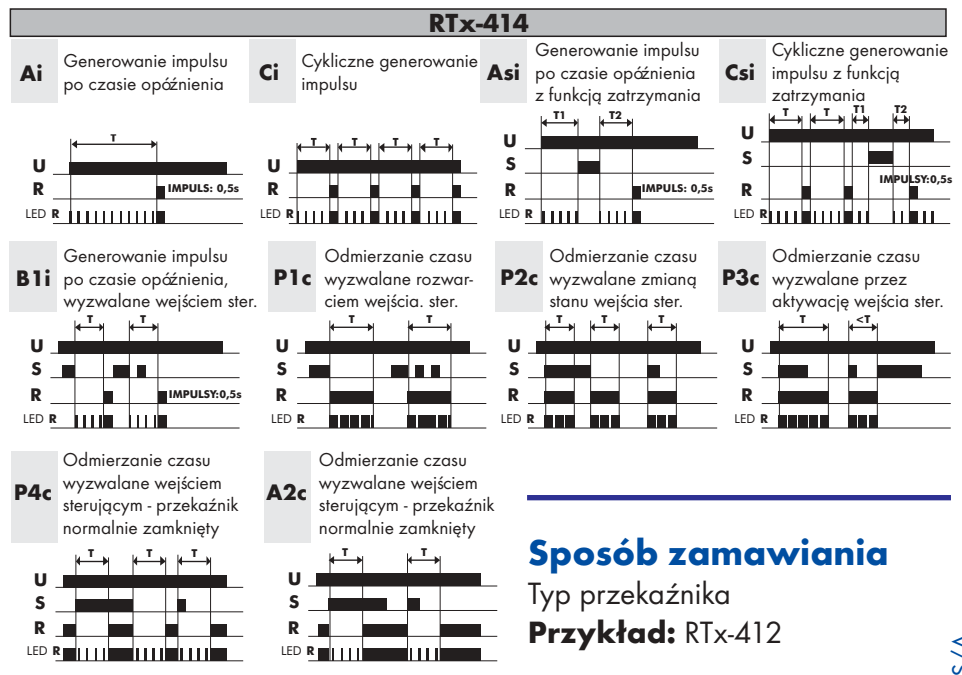 RTx-414
Ai
Generowanie impulsu
po czasie opóźnienia
T
U
R
IMPULS: 0,5s
LED R
Ci
Cykliczne generowanie
impulsu
T T T T
U
R
LED R
Asi
Generowanie impulsu
po czasie opóźnienia
z funkcją zatrzymania
T1 T2
U
S
R
IMPULS: 0,5s
LED R
Csi
Cykliczne generowanie
impulsu z funkcją
zatrzymania
T T T1 T2
U
S
R
IMPULSY:0,5s
LED R
B1i
Generowanie impulsu
po czasie opóźnienia,
wyzwalane wejściem ster.
T T
U
S
R
IMPULSY:0,5s
LED R
P1c
Odmierzanie czasu
wyzwalane rozwar-
ciem wejścia. ster.
T T
U
S
R
LED R
P2c
Odmierzanie czasu
wyzwalane zmianą
stanu wejścia ster.
T T T
U
S
R
LED R
P3c
Odmierzanie czasu
wyzwalane przez
aktywację wejścia ster.
T <T
U
S
R
LED R
P4c
Odmierzanie czasu
wyzwalane wejściem
sterującym - przekaźnik
normalnie zamknięty
T T T
U
S
R
LED R
A2c
Odmierzanie czasu
wyzwalane wejściem
sterującym - przekaźnik
normalnie zamknięty
T T
U
S
R
LED R
Sposób zamawiania
Typ przekaźnika
Przykład: RTx-412